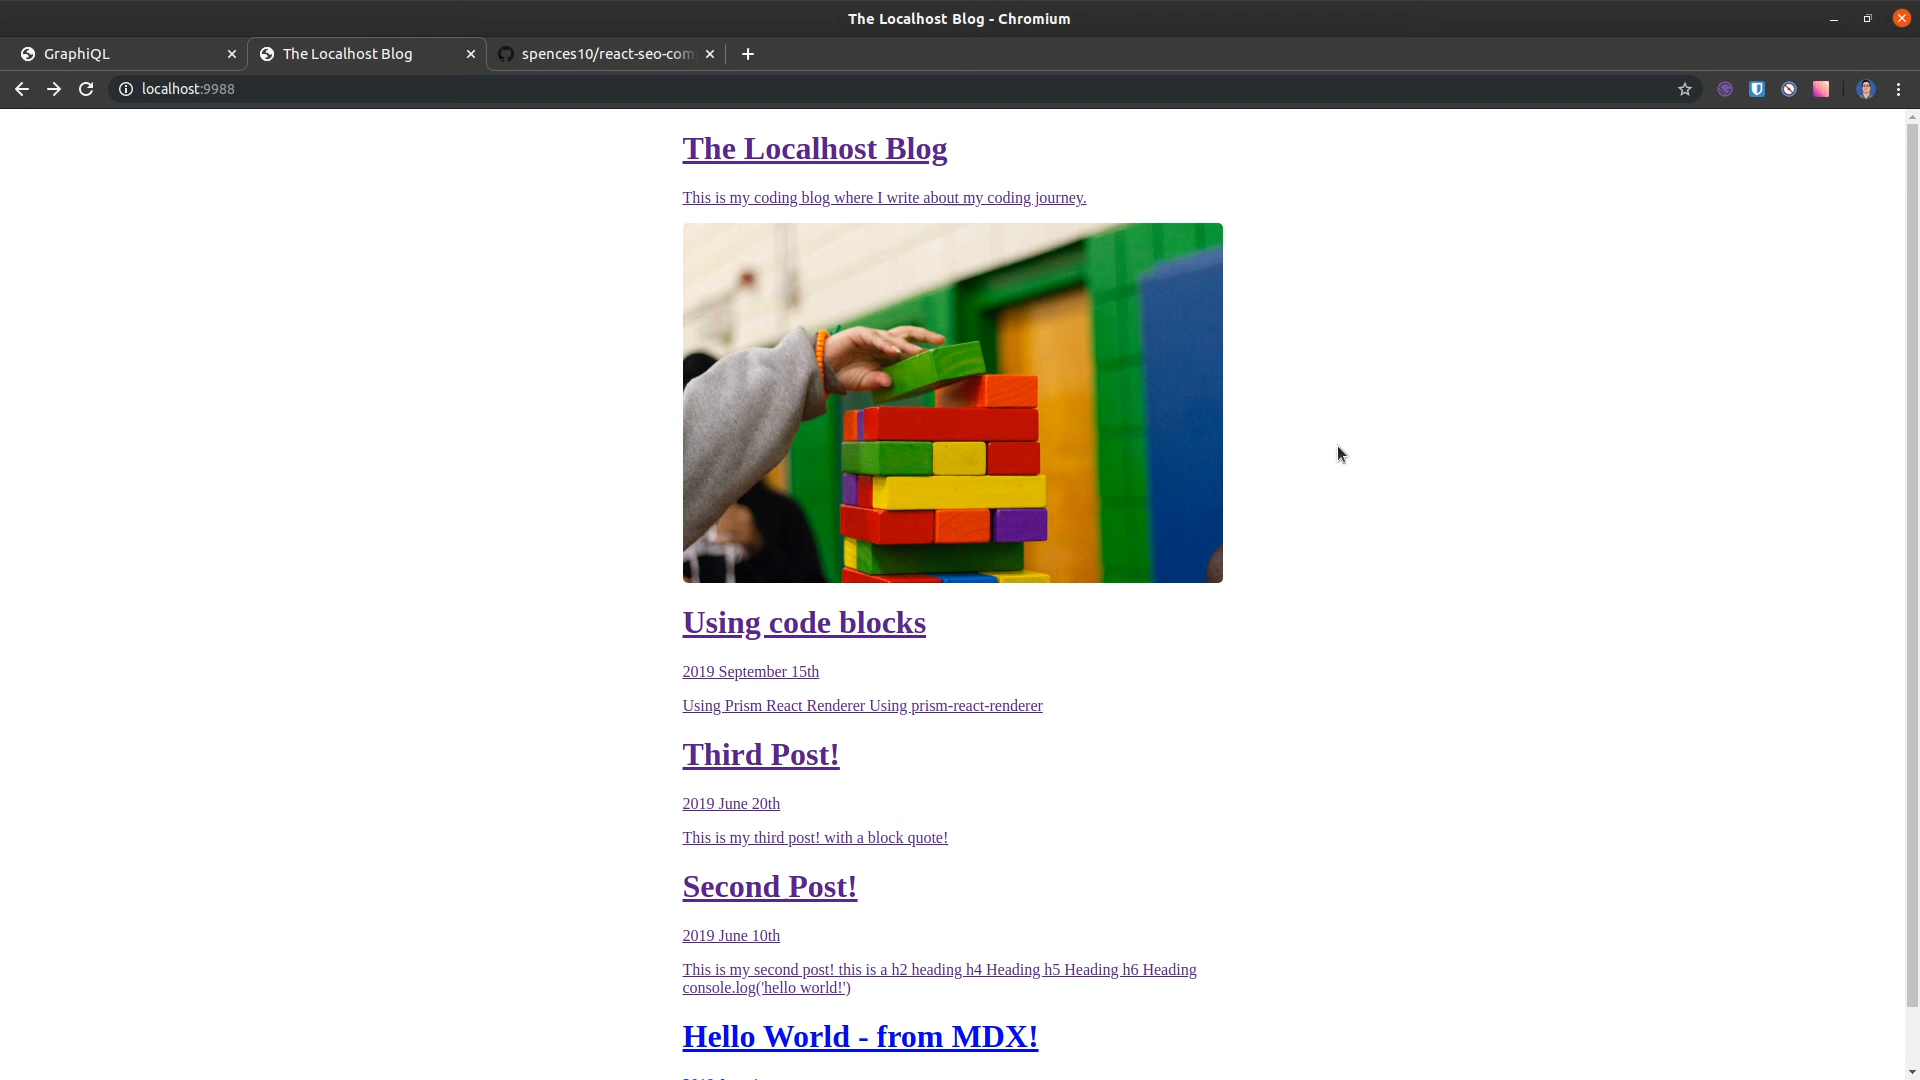 The Localhost Blog - Chromium
GraphiQL
The Localhost Blog
spences10/react-seo-com
localhost:9988
The Localhost Blog
This is my coding blog where I write about my coding journey.
Using code blocks
2019 September 15th
Using Prism React Renderer Using prism-react-renderer
Third Post!
2019 June 20th
This is my third post! with a block quote!
Second Post!
2019 June 10th
This is my second post! this is a h2 heading h4 Heading h5 Heading h6 Heading
console.log('hello world!')
Hello World - from MDX!